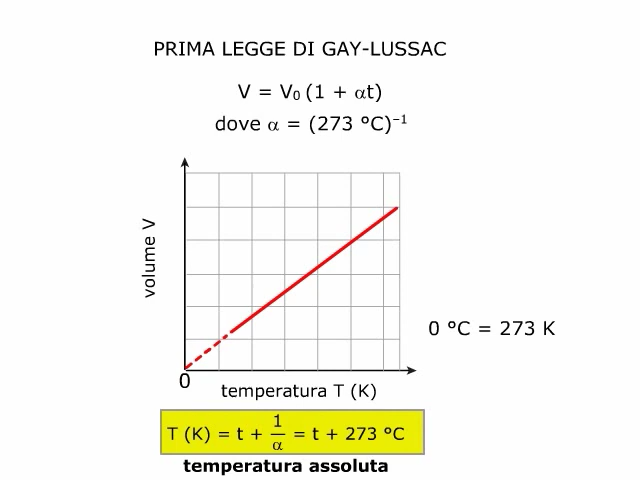 PRIMA LEGGE DI GAY-LUSSAC
V = V₀ (1 + αt)
dove α = (273 °C)⁻¹
volume V
0 °C = 273 K
0
temperatura T (K)
T (K) = t + 1/α = t + 273 °C
temperatura assoluta